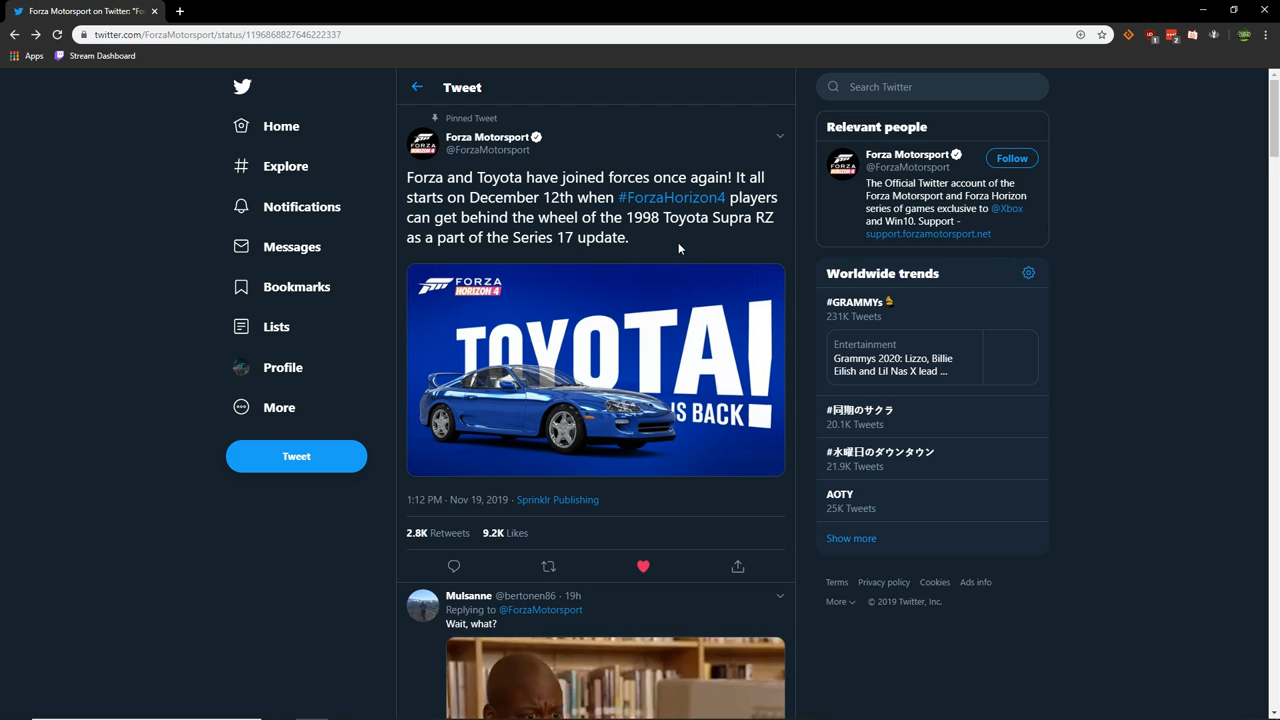 Forza Motorsport on Twitter: "Fo
twitter.com/ForzaMotorsport/status/1196868827646222337
Apps
Stream Dashboard
Home
Explore
Notifications
Messages
Bookmarks
Lists
Profile
More
Tweet
Tweet
Pinned Tweet
Forza Motorsport
@ForzaMotorsport
Forza and Toyota have joined forces once again! It all
starts on December 12th when #ForzaHorizon4 players
can get behind the wheel of the 1998 Toyota Supra RZ
as a part of the Series 17 update.
FORZA
HORIZON 4
TOYOTA!
IS BACK
1:12 PM · Nov 19, 2019 · Sprinklr Publishing
2.8K Retweets 9.2K Likes
Mulsanne @bertonen86 · 19h
Replying to @ForzaMotorsport
Wait, what?
Search Twitter
Relevant people
Forza Motorsport
@ForzaMotorsport
Follow
The Official Twitter account of the
Forza Motorsport and Forza Horizon
series of games exclusive to @Xbox
and Win10. Support -
support.forzamotorsport.net
Worldwide trends
#GRAMMYs
231K Tweets
Entertainment
Grammys 2020: Lizzo, Billie
Eilish and Lil Nas X lead ...
#同期のサクラ
20.1K Tweets
#水曜日のダウンタウン
21.9K Tweets
AOTY
25K Tweets
Show more
Terms Privacy policy Cookies Ads info
More © 2019 Twitter, Inc.